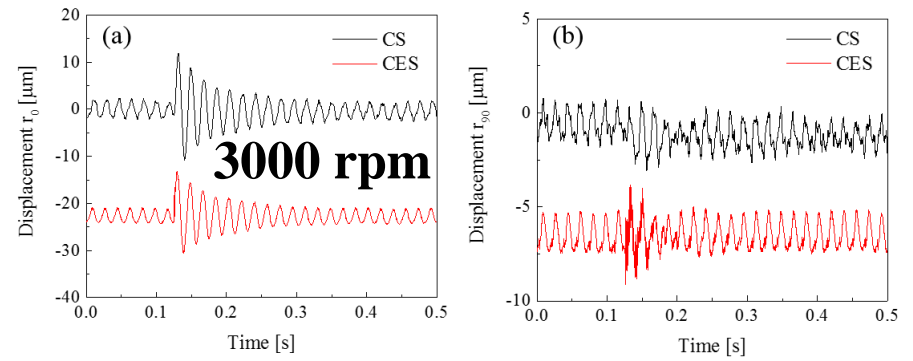 (a)
CS
CES
3000 rpm
Displacement r0 [μm]
20
10
0
-10
-20
-30
-40
0.0 0.1 0.2 0.3 0.4 0.5
Time [s]
(b)
CS
CES
Displacement r90 [μm]
5
0
-5
-10
0.0 0.1 0.2 0.3 0.4 0.5
Time [s]